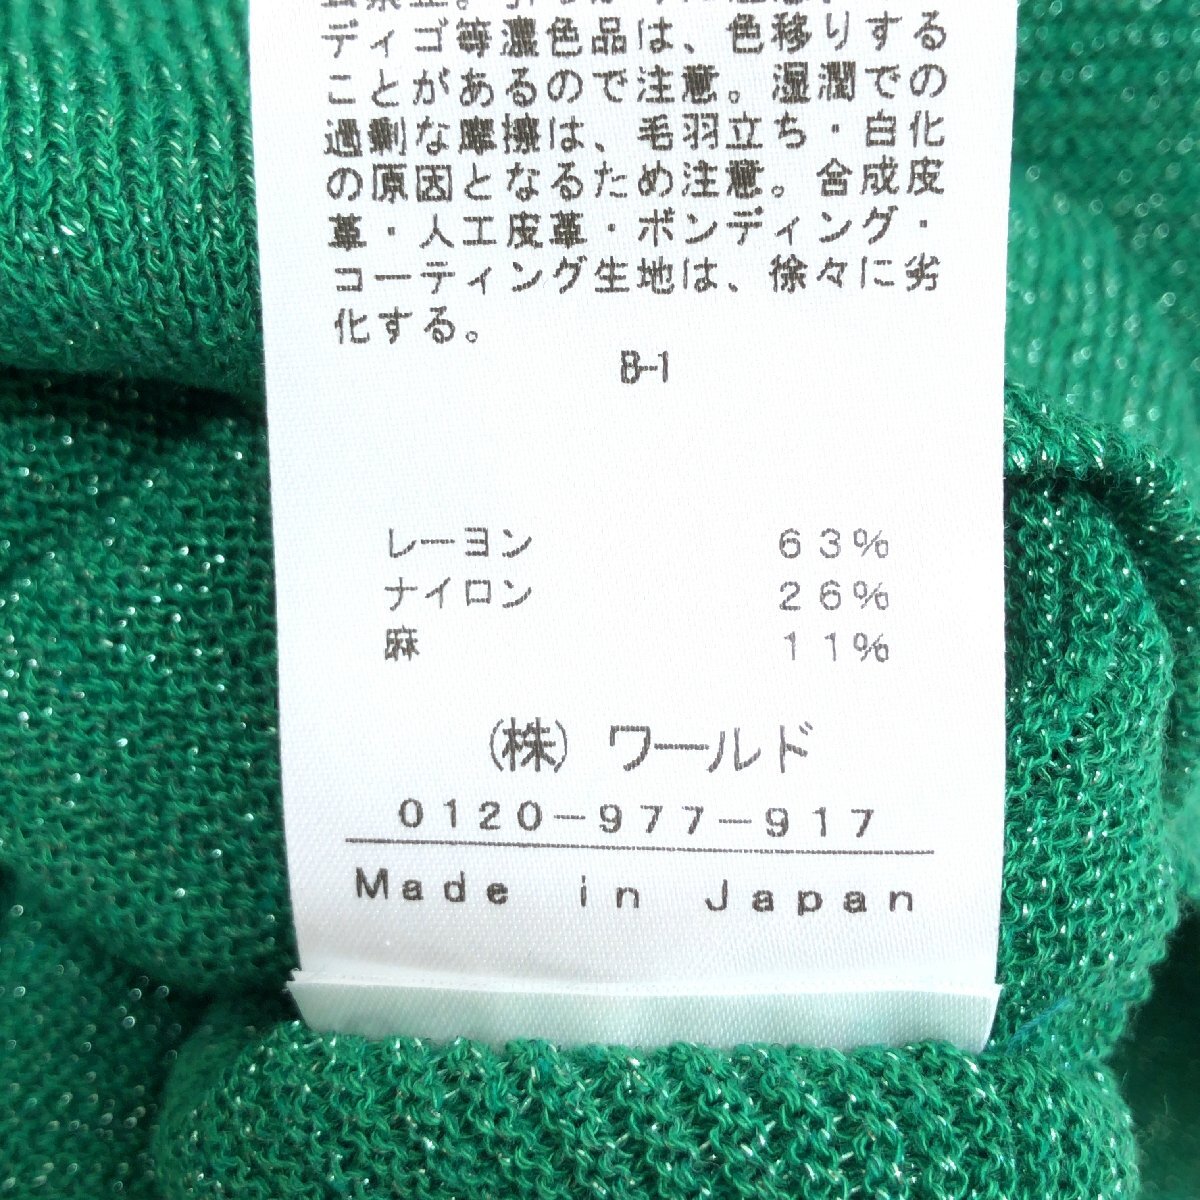 ディゴ等濃色品は、色移りする
ことがあるので注意。湿潤での
過剰な摩擦は、毛羽立ち・白化
の原因となるため注意。合成皮
革・人工皮革・ボンディング・
コーティング生地は、徐々に劣
化する。
8-1
レーヨン 63%
ナイロン 26%
麻 11%
(株) ワールド
0120-977-917
Made in Japan